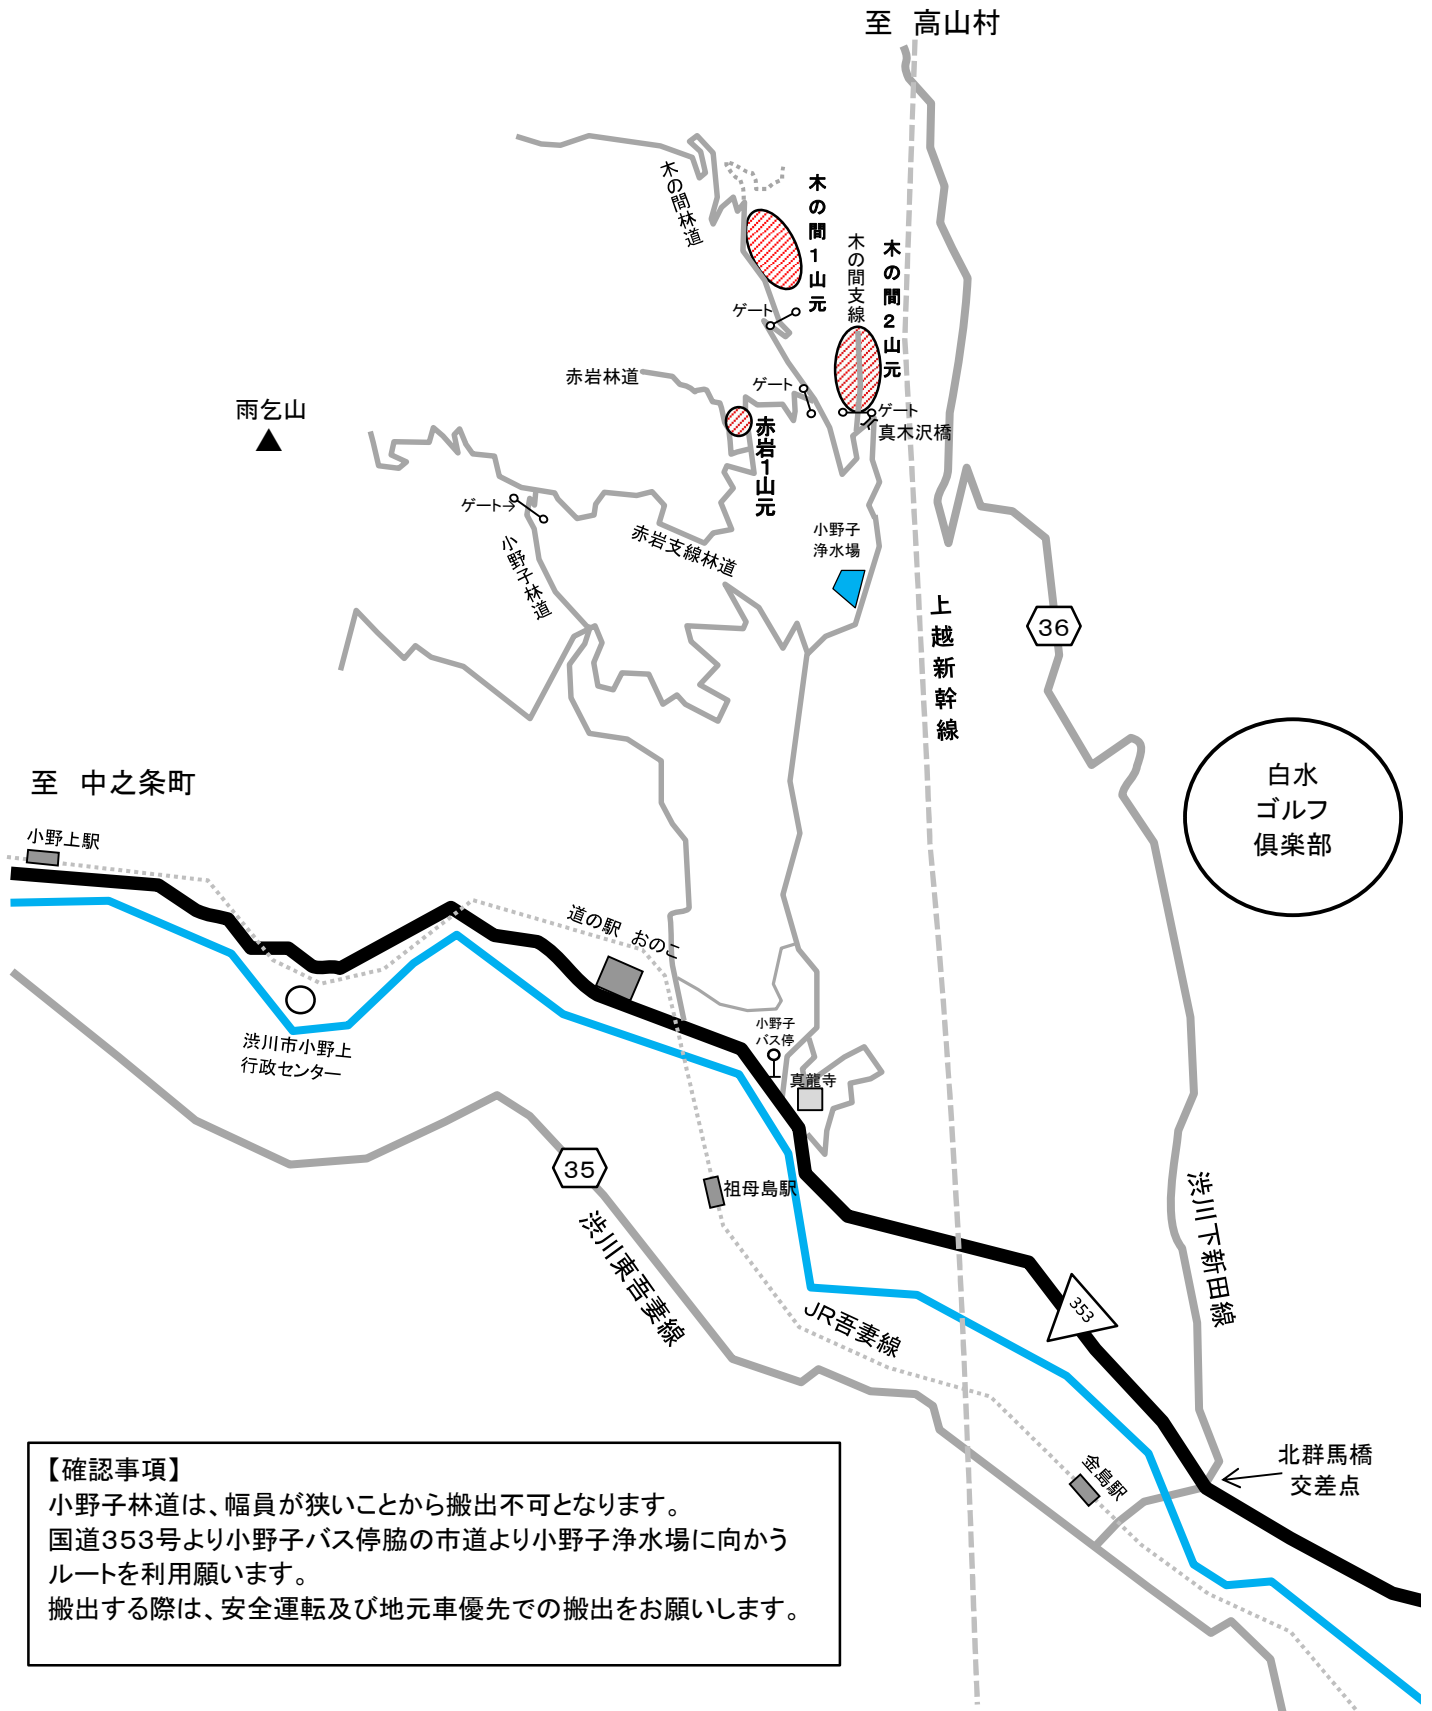 至　高山村
木の間林道
木の間１山元
木の間支線
木の間２山元
ゲート
赤岩林道
ゲート
雨乞山
ゲート
真木沢橋
赤岩１山元
ゲート→
小野子林道
赤岩支線林道
小野子
浄水場
上越新幹線
36
白水
ゴルフ
倶楽部
至　中之条町
小野上駅
道の駅　おのこ
小野子
バス停
渋川市小野上
行政センター
真龍寺
35
祖母島駅
渋川下新田線
渋川東吾妻線
353
JR吾妻線
北群馬橋
交差点
金島駅
【確認事項】
小野子林道は、幅員が狭いことから搬出不可となります。
国道353号より小野子バス停脇の市道より小野子浄水場に向かう
ルートを利用願います。
搬出する際は、安全運転及び地元車優先での搬出をお願いします。